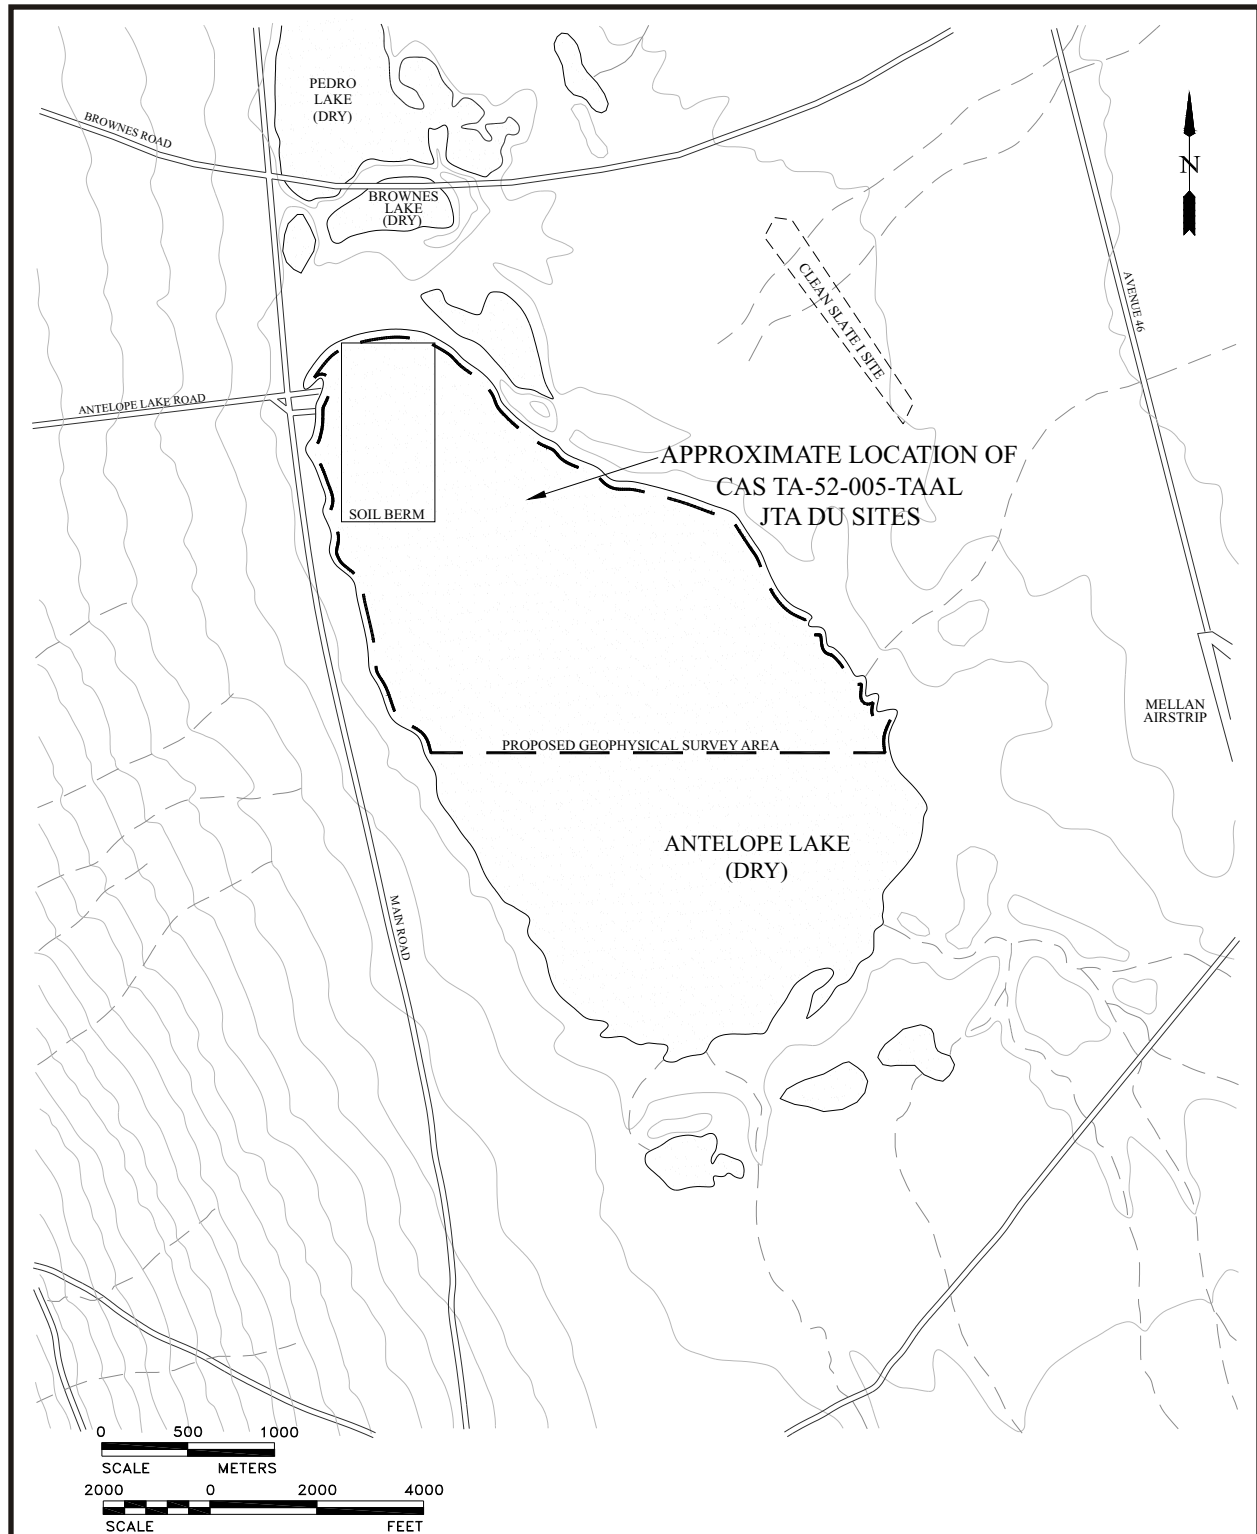 PEDRO
LAKE
(DRY)
BROWNES ROAD
BROWNES
LAKE
(DRY)
N
CLEAN SLATE I SITE
AVENUE 46
ANTELOPE LAKE ROAD
APPROXIMATE LOCATION OF
CAS TA-52-005-TAAL
JTA DU SITES
SOIL BERM
MELLAN
AIRSTRIP
PROPOSED GEOPHYSICAL SURVEY AREA
ANTELOPE LAKE
(DRY)
MAIN ROAD
0 500 1000
SCALE METERS
2000 0 2000 4000
SCALE FEET